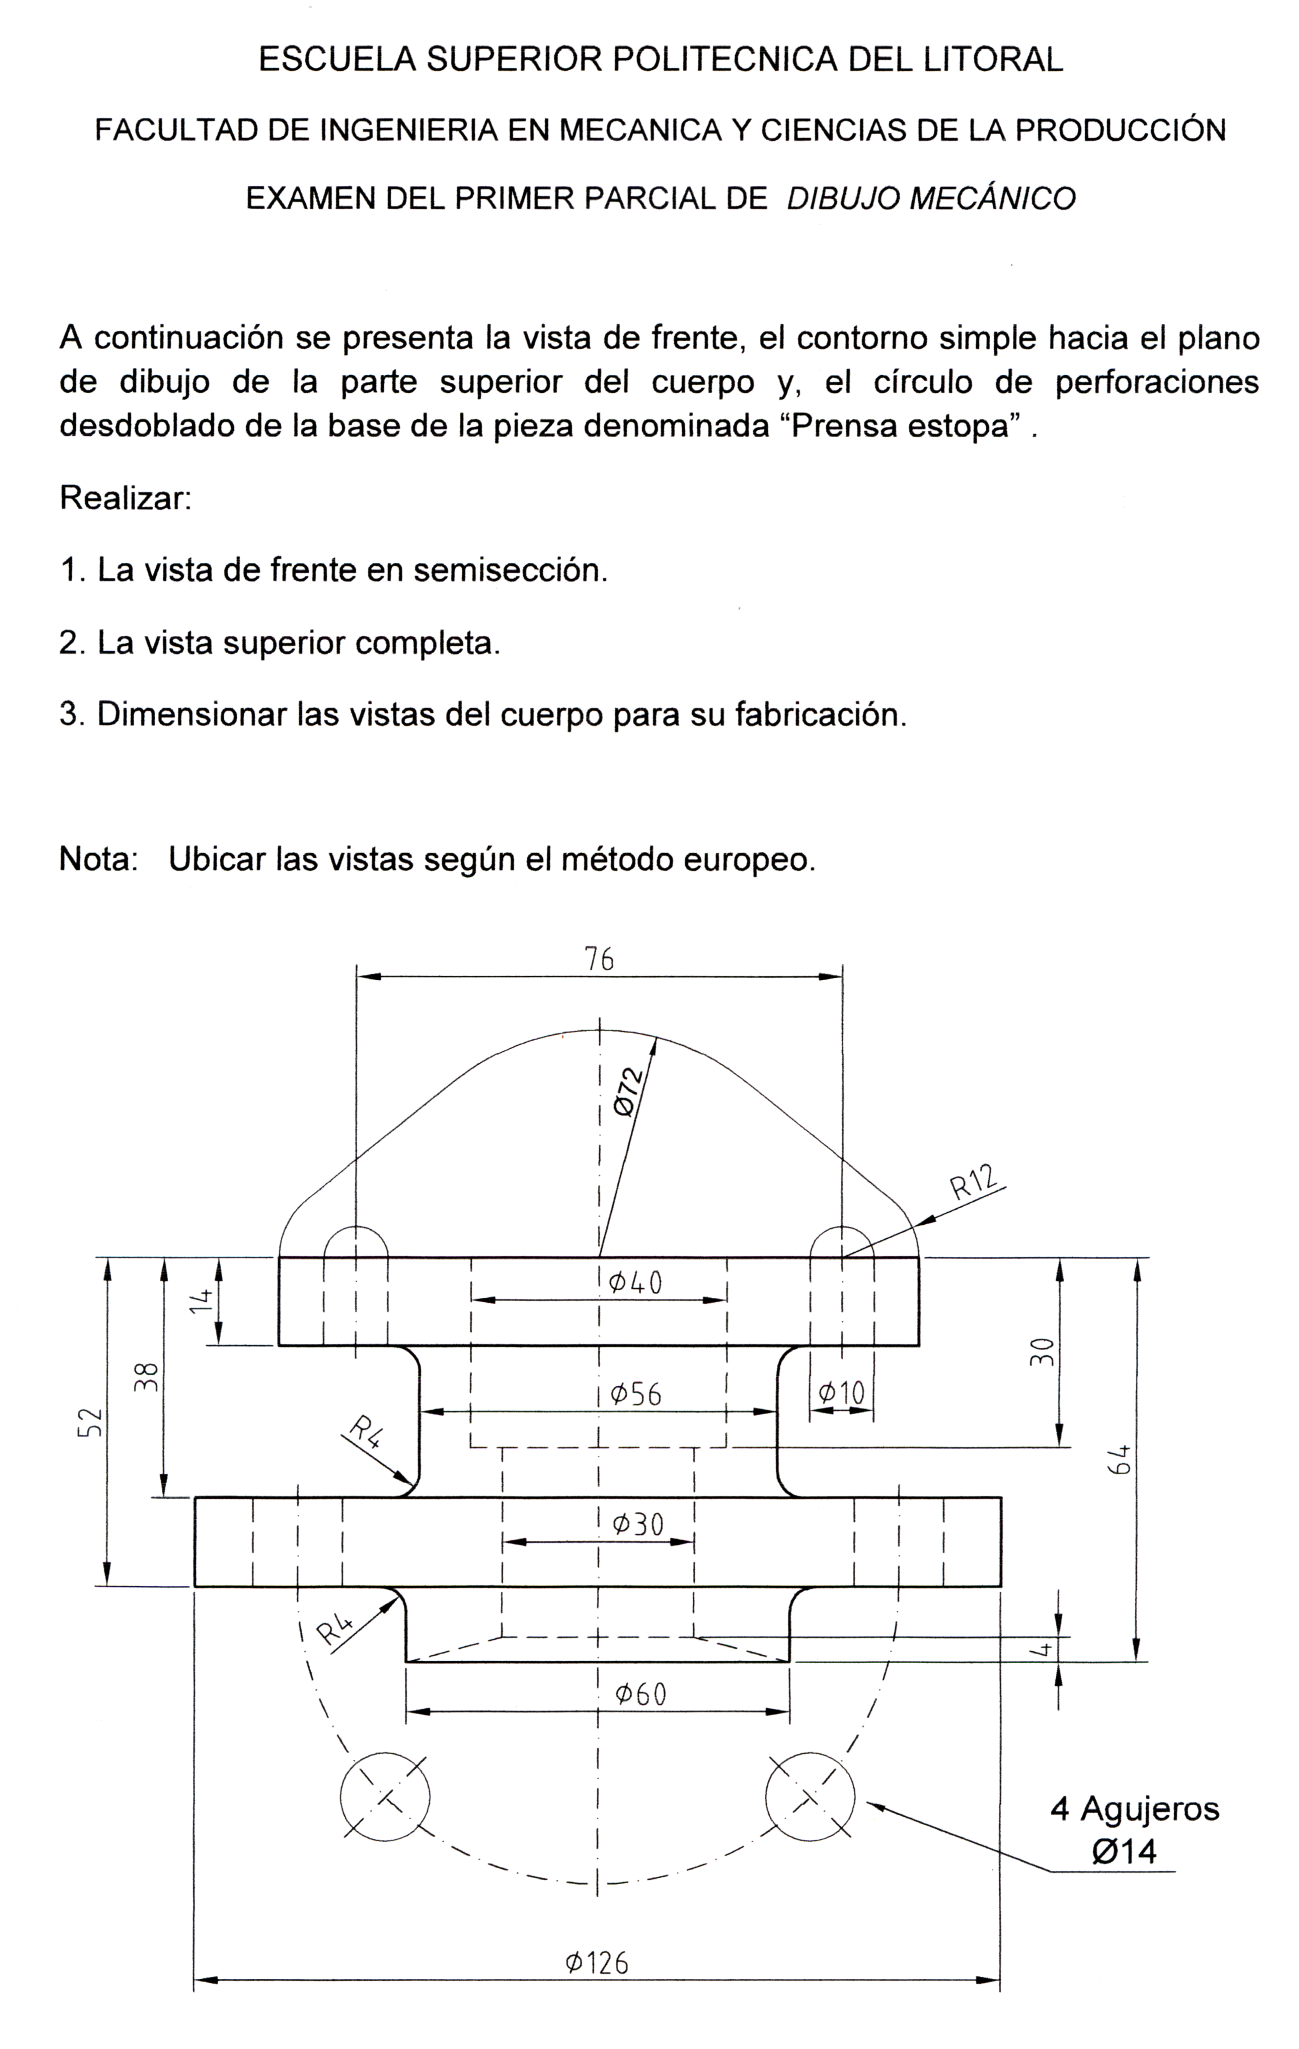 ESCUELA SUPERIOR POLITECNICA DEL LITORAL
FACULTAD DE INGENIERIA EN MECANICA Y CIENCIAS DE LA PRODUCCIÓN
EXAMEN DEL PRIMER PARCIAL DE DIBUJO MECÁNICO
A continuación se presenta la vista de frente, el contorno simple hacia el plano
de dibujo de la parte superior del cuerpo y, el círculo de perforaciones
desdoblado de la base de la pieza denominada “Prensa estopa” .
Realizar:
1. La vista de frente en semisección.
2. La vista superior completa.
3. Dimensionar las vistas del cuerpo para su fabricación.
Nota: Ubicar las vistas según el método europeo.
76
Ø72
R12
Ø40
14
30
38
Ø56
Ø10
52
R4
64
Ø30
R4
4
Ø60
4 Agujeros
Ø14
Ø126